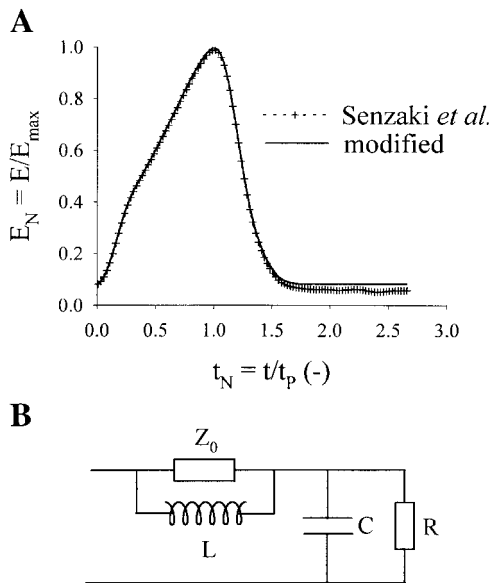 A
E_N = E/E_max
1.0
0.8
0.6
0.4
0.2
0.0
Senzaki et al.
modified
0.0 0.5 1.0 1.5 2.0 2.5 3.0
t_N = t/t_P (-)
B
Z_0
L
C
R